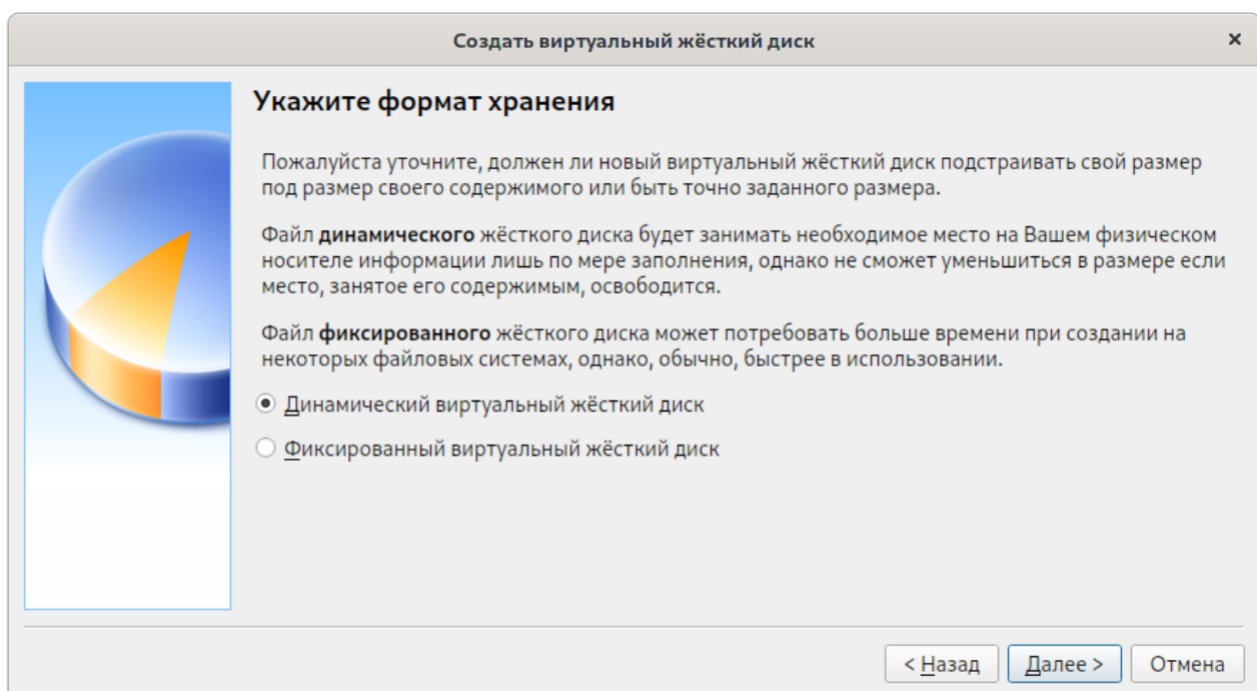 Создать виртуальный жёсткий диск
Укажите формат хранения
Пожалуйста уточните, должен ли новый виртуальный жёсткий диск подстраивать свой размер
под размер своего содержимого или быть точно заданного размера.
Файл динамического жёсткого диска будет занимать необходимое место на Вашем физическом
носителе информации лишь по мере заполнения, однако не сможет уменьшиться в размере если
место, занятое его содержимым, освободится.
Файл фиксированного жёсткого диска может потребовать больше времени при создании на
некоторых файловых системах, однако, обычно, быстрее в использовании.
Динамический виртуальный жёсткий диск
Фиксированный виртуальный жёсткий диск
< Назад Далее > Отмена